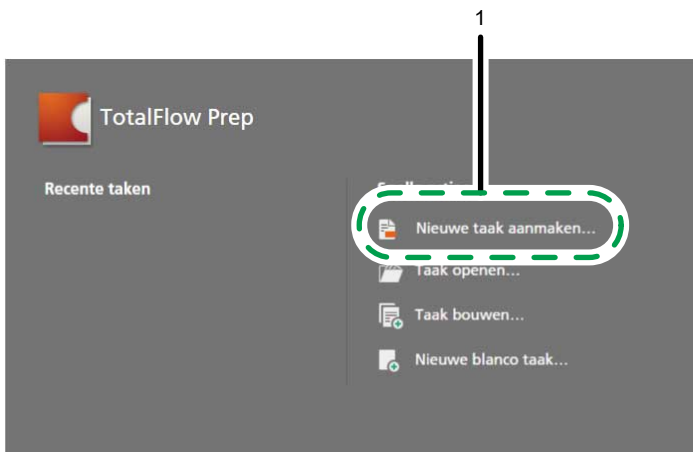 1
TotalFlow Prep
Recente taken
Nieuwe taak aanmaken...
Taak openen...
Taak bouwen...
Nieuwe blanco taak...